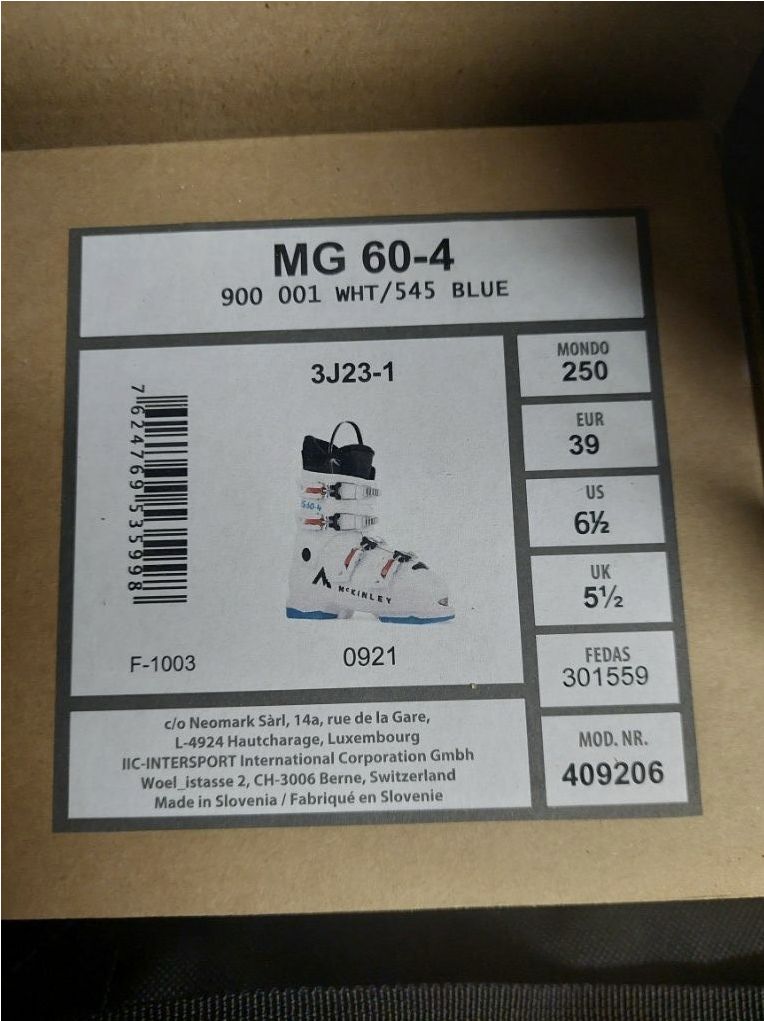 MG 60-4
900 001 WHT/545 BLUE
3J23-1
7 624769 535998
G60-4
McKINLEY
F-1003
0921
MONDO
250
EUR
39
US
6½
UK
5½
FEDAS
301559
MOD. NR.
409206
c/o Neomark Sàrl, 14a, rue de la Gare,
L-4924 Hautcharage, Luxembourg
IIC-INTERSPORT International Corporation Gmbh
Woel_istasse 2, CH-3006 Berne, Switzerland
Made in Slovenia / Fabriqué en Slovenie